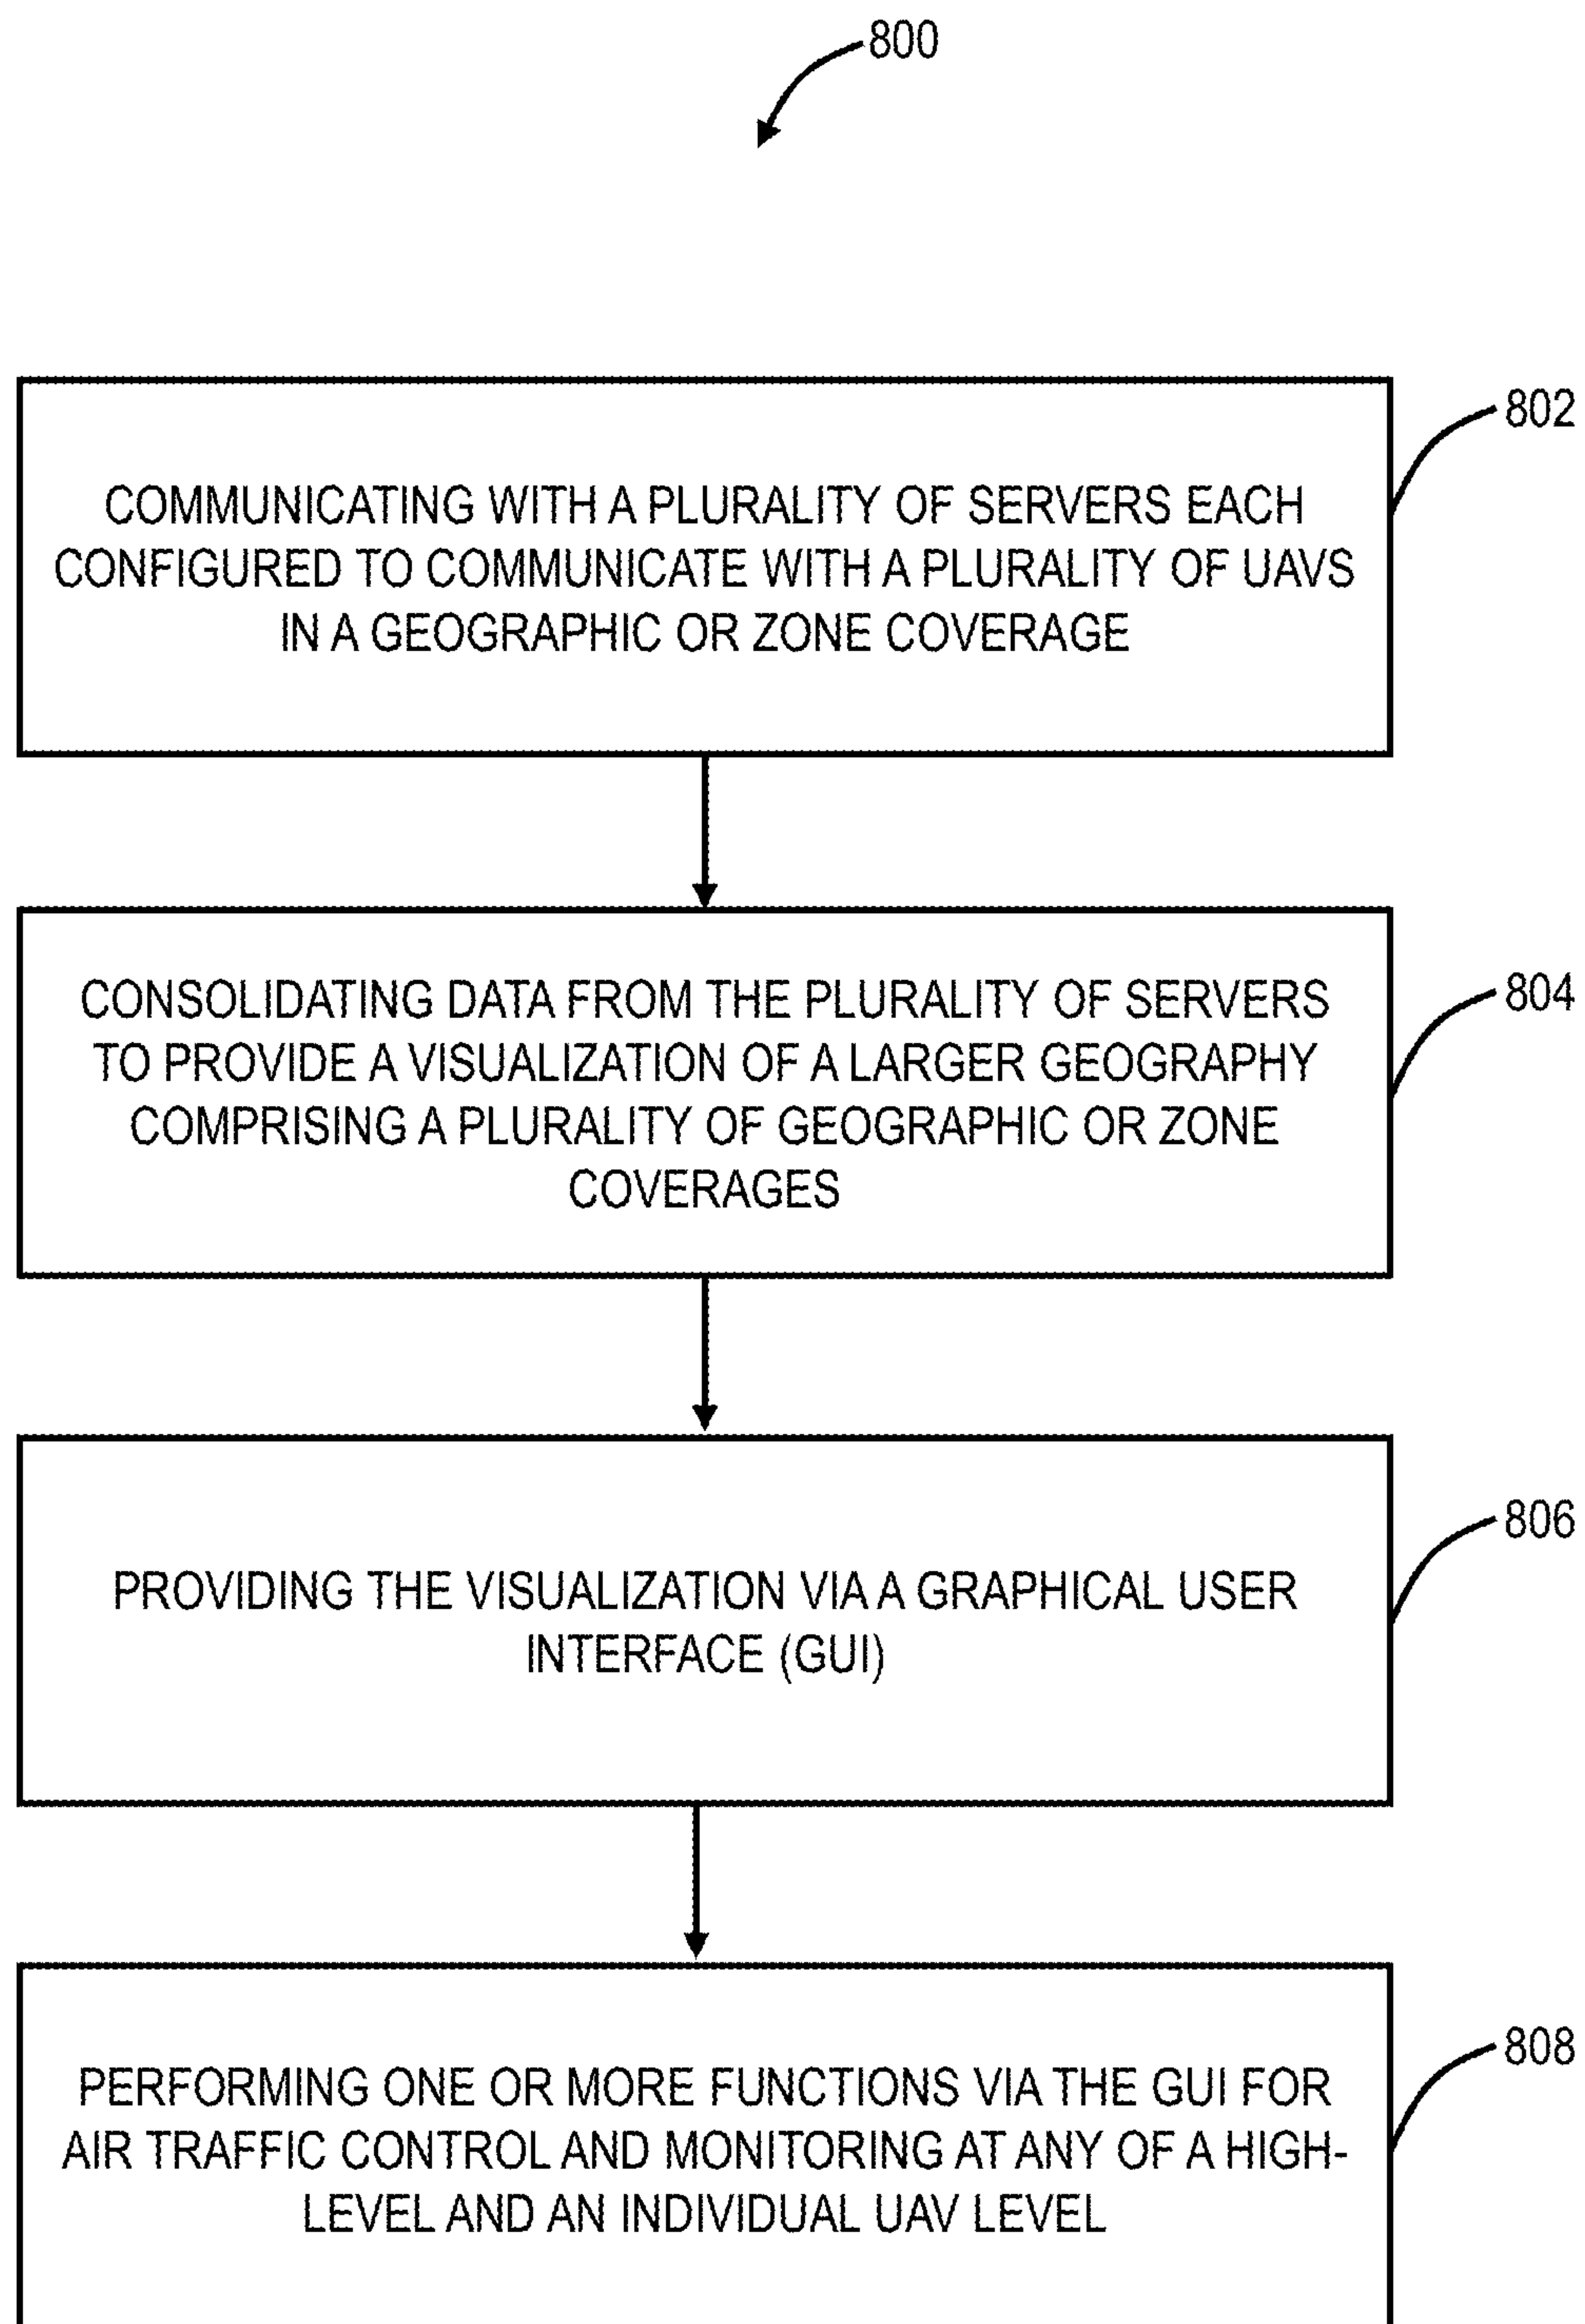 800
802
COMMUNICATING WITH A PLURALITY OF SERVERS EACH
CONFIGURED TO COMMUNICATE WITH A PLURALITY OF UAVS
IN A GEOGRAPHIC OR ZONE COVERAGE
804
CONSOLIDATING DATA FROM THE PLURALITY OF SERVERS
TO PROVIDE A VISUALIZATION OF A LARGER GEOGRAPHY
COMPRISING A PLURALITY OF GEOGRAPHIC OR ZONE
COVERAGES
806
PROVIDING THE VISUALIZATION VIA A GRAPHICAL USER
INTERFACE (GUI)
808
PERFORMING ONE OR MORE FUNCTIONS VIA THE GUI FOR
AIR TRAFFIC CONTROL AND MONITORING AT ANY OF A HIGH-
LEVEL AND AN INDIVIDUAL UAV LEVEL